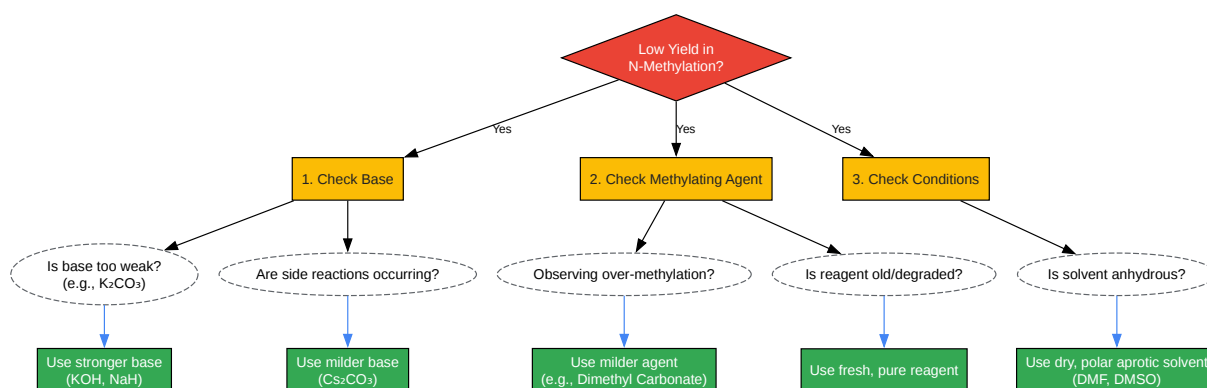 Low Yield in
N-Methylation?
Yes
Yes
Yes
1. Check Base
2. Check Methylating Agent
3. Check Conditions
Is base too weak?
(e.g., K₂CO₃)
Are side reactions occurring?
Observing over-methylation?
Is reagent old/degraded?
Is solvent anhydrous?
Use stronger base
(KOH, NaH)
Use milder base
(Cs₂CO₃)
Use milder agent
(e.g., Dimethyl Carbonate)
Use fresh, pure reagent
Use dry, polar aprotic solvent
(DMF, DMSO)